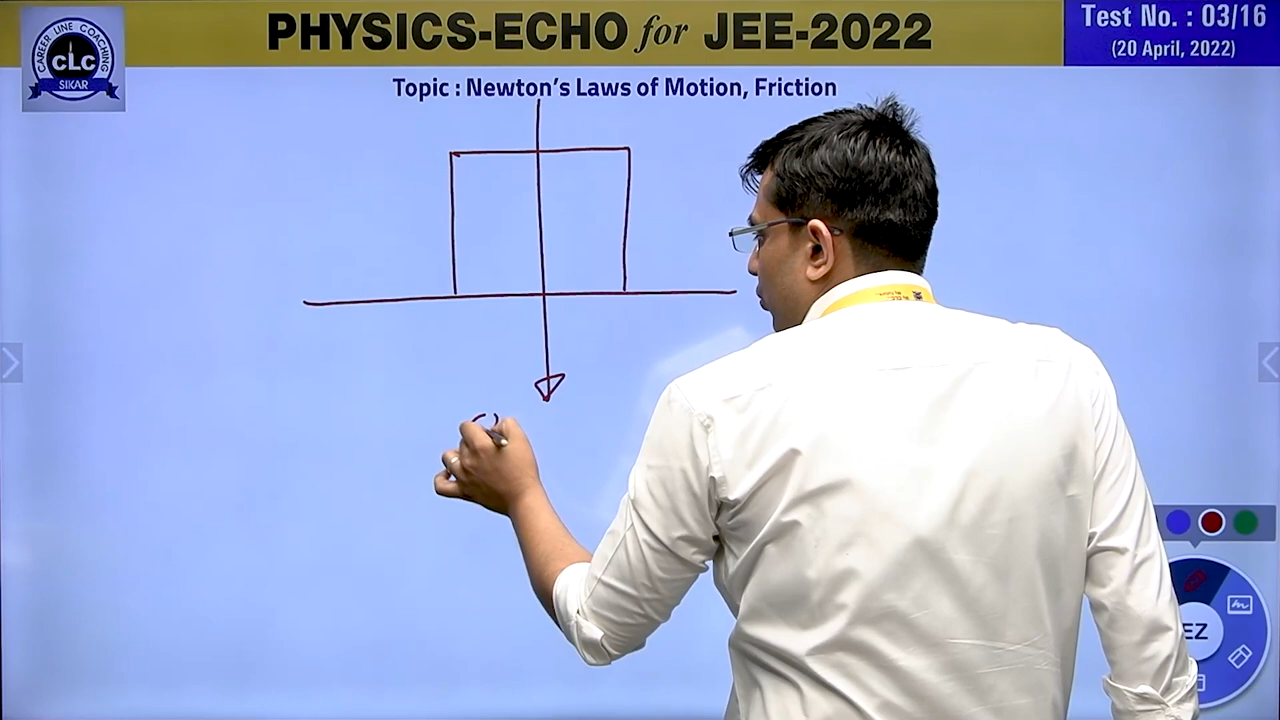 PHYSICS-ECHO for JEE-2022
Test No. : 03/16
(20 April, 2022)
CAREER LINE COACHING
CLC
SIKAR
Topic : Newton's Laws of Motion, Friction
EZ